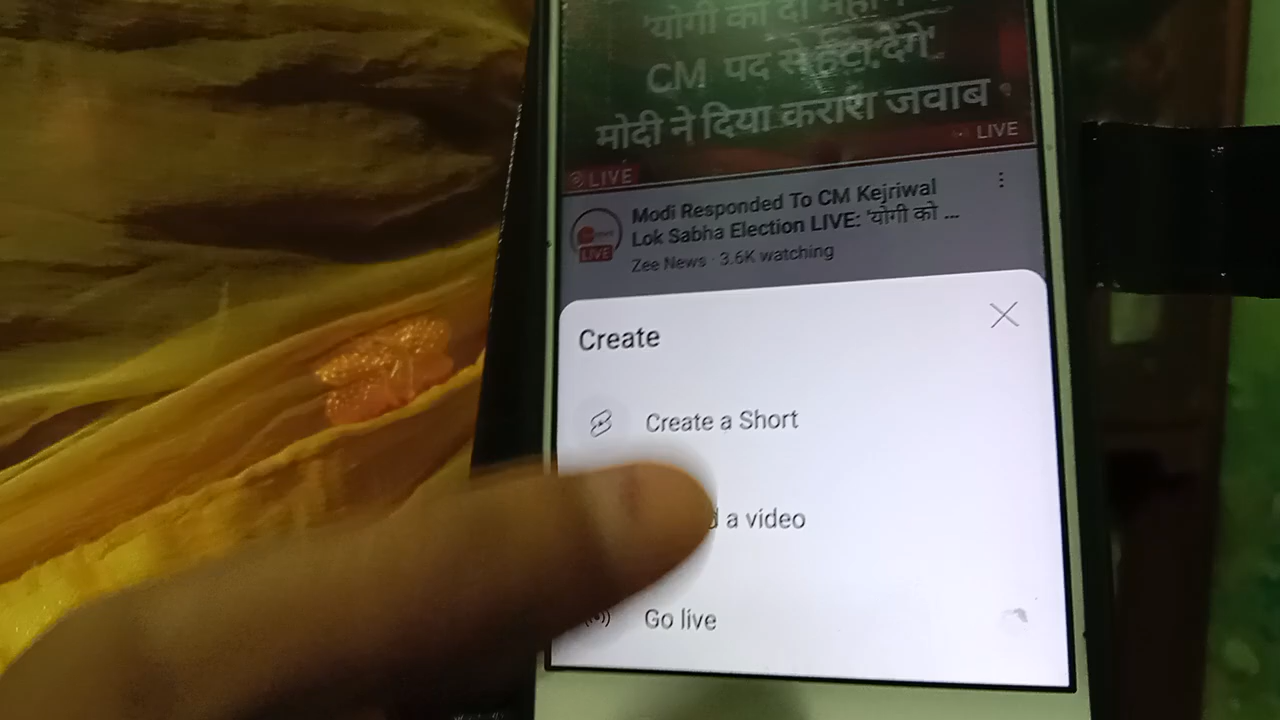 'योगी को दो
CM पद से हटा देंगे'
मोदी ने दिया करारा जवाब
LIVE
LIVE
Modi Responded To CM Kejriwal
Lok Sabha Election LIVE: 'योगी को ...
LIVE
Zee News · 3.6K watching
Create
Create a Short
d a video
Go live